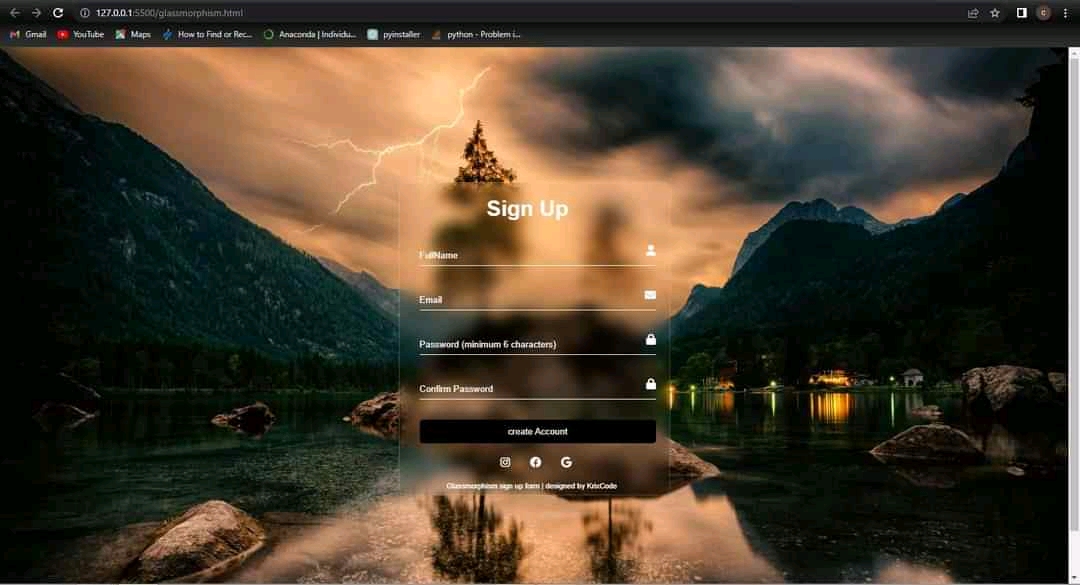 127.0.0.1:5500/glassmorphism.html
C
Gmail YouTube Maps How to Find or Rec... Anaconda | Individu... pyinstaller python - Problem i...
Sign Up
FullName
Email
Password (minimum 6 characters)
Confirm Password
create Account
Glassmorphism sign up form | designed by KrixCode